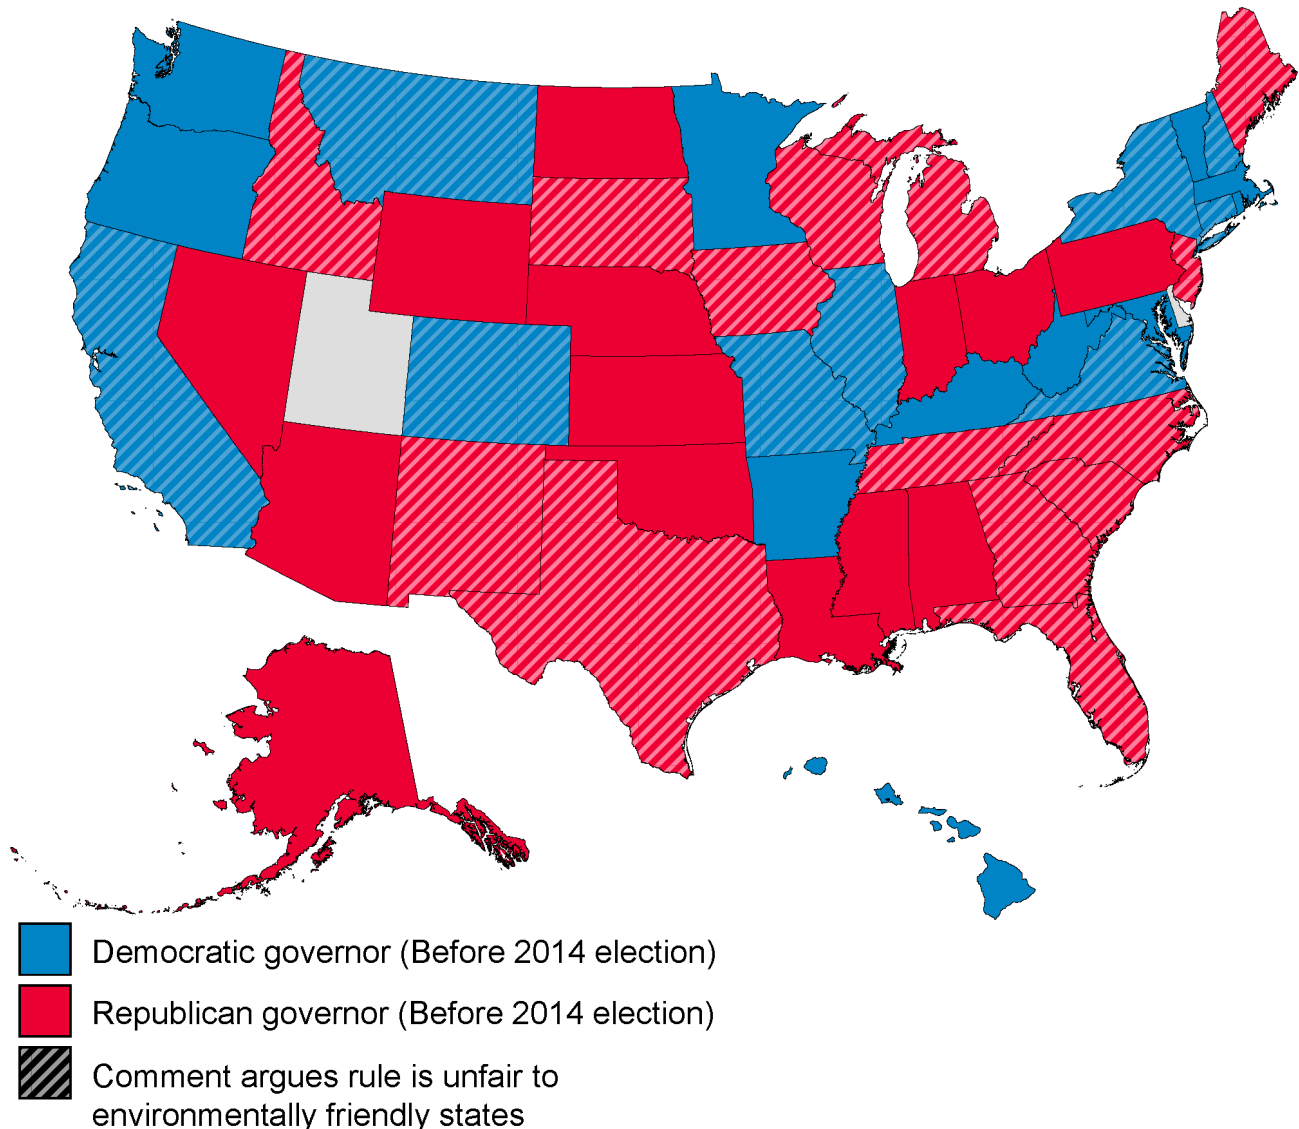 Democratic governor (Before 2014 election)
Republican governor (Before 2014 election)
Comment argues rule is unfair to
environmentally friendly states